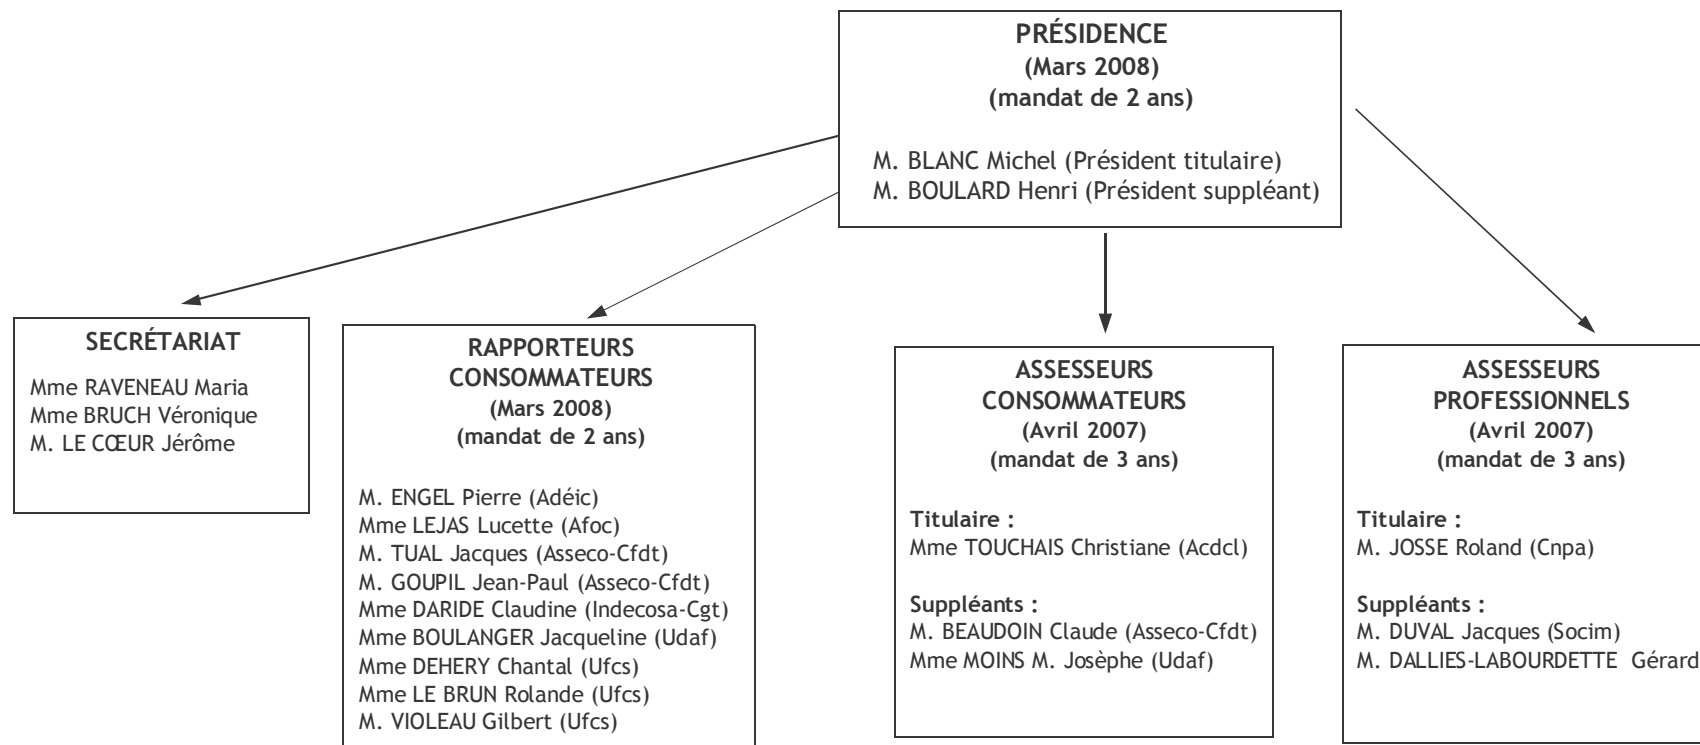 PRÉSIDENCE
(Mars 2008)
(mandat de 2 ans)
M. BLANC Michel (Président titulaire)
M. BOULARD Henri (Président suppléant)
SECRÉTARIAT
Mme RAVENEAU Maria
Mme BRUCH Véronique
M. LE CŒUR Jérôme
RAPPORTEURS
CONSOMMATEURS
(Mars 2008)
(mandat de 2 ans)
M. ENGEL Pierre (Adéic)
Mme LEJAS Lucette (Afoc)
M. TUAL Jacques (Asseco-Cfdt)
M. GOUPIL Jean-Paul (Asseco-Cfdt)
Mme DARIDE Claudine (Indecosa-Cgt)
Mme BOULANGER Jacqueline (Udaf)
Mme DEHERY Chantal (Ufcs)
Mme LE BRUN Rolande (Ufcs)
M. VIOLEAU Gilbert (Ufcs)
ASSESSEURS
CONSOMMATEURS
(Avril 2007)
(mandat de 3 ans)
Titulaire :
Mme TOUCHAIS Christiane (Acdcl)
Suppléants :
M. BEAUDOIN Claude (Asseco-Cfdt)
Mme MOINS M. Josèphe (Udaf)
ASSESSEURS
PROFESSIONNELS
(Avril 2007)
(mandat de 3 ans)
Titulaire :
M. JOSSE Roland (Cnpa)
Suppléants :
M. DUVAL Jacques (Socim)
M. DALLIES-LABOURDETTE Gérard